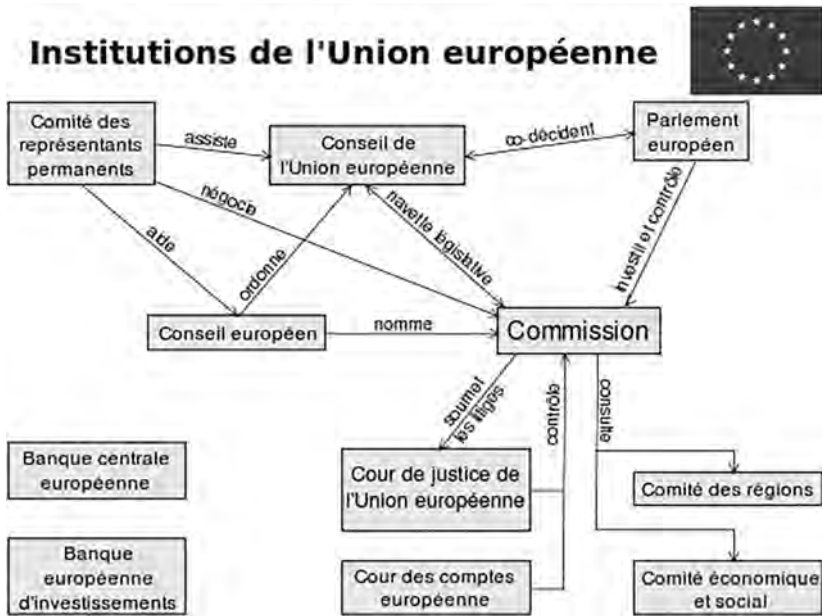 Institutions de l'Union européenne
Comité des
représentants
permanents
assiste
Conseil de
l'Union européenne
co-décident
Parlement
européen
négocie
navette législative
investit et contrôle
aide
ordonne
Conseil européen
nomme
Commission
soumet
les litiges
contrôle
consulte
Banque centrale
européenne
Cour de justice de
l'Union européenne
Comité des régions
Banque
européenne
d'investissements
Cour des comptes
européenne
Comité économique
et social